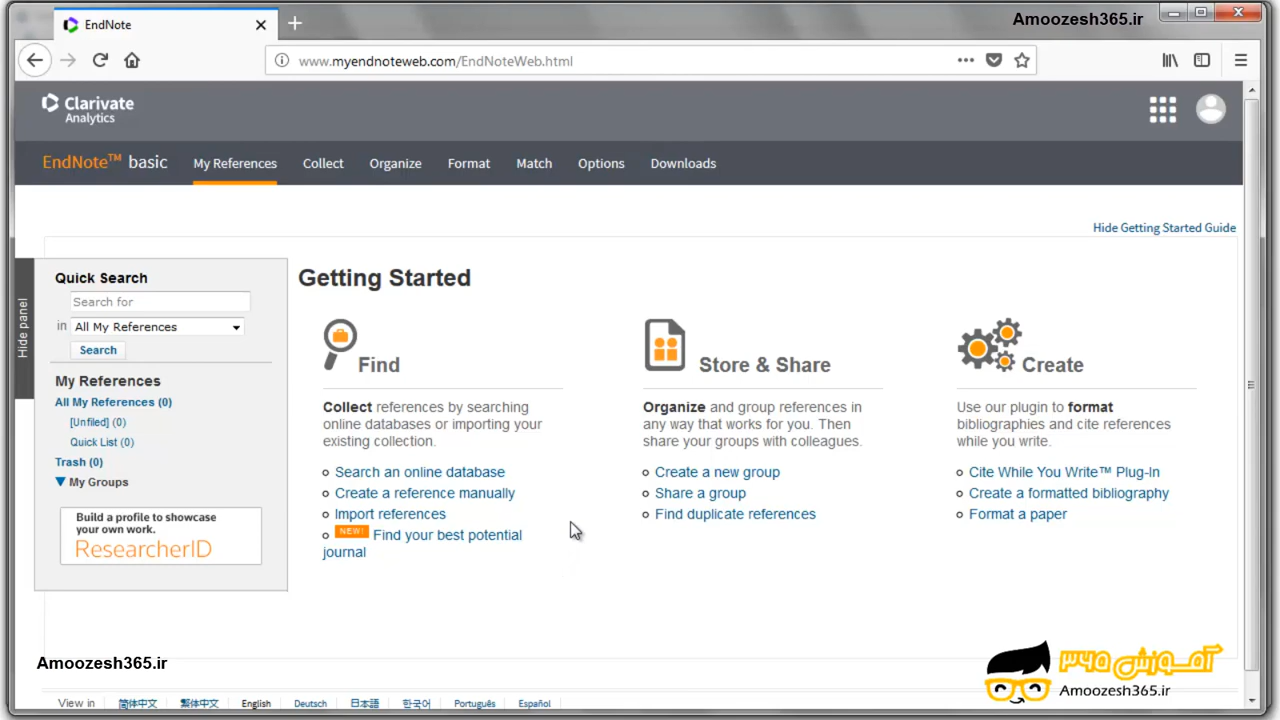 EndNote
Amoozesh365.ir
www.myendnoteweb.com/EndNoteWeb.html
Clarivate
Analytics
EndNote™ basic
My References
Collect
Organize
Format
Match
Options
Downloads
Hide Getting Started Guide
Hide panel
Quick Search
Search for
in All My References
Search
My References
All My References (0)
[Unfiled] (0)
Quick List (0)
Trash (0)
My Groups
Build a profile to showcase
your own work.
ResearcherID
Getting Started
Find
Collect references by searching
online databases or importing your
existing collection.
Search an online database
Create a reference manually
Import references
NEW! Find your best potential
journal
Store & Share
Organize and group references in
any way that works for you. Then
share your groups with colleagues.
Create a new group
Share a group
Find duplicate references
Create
Use our plugin to format
bibliographies and cite references
while you write.
Cite While You Write™ Plug-In
Create a formatted bibliography
Format a paper
Amoozesh365.ir
آموزش ۳۶۵
Amoozesh365.ir
View in 简体中文 繁体中文 English Deutsch 日本語 한국어 Português Español